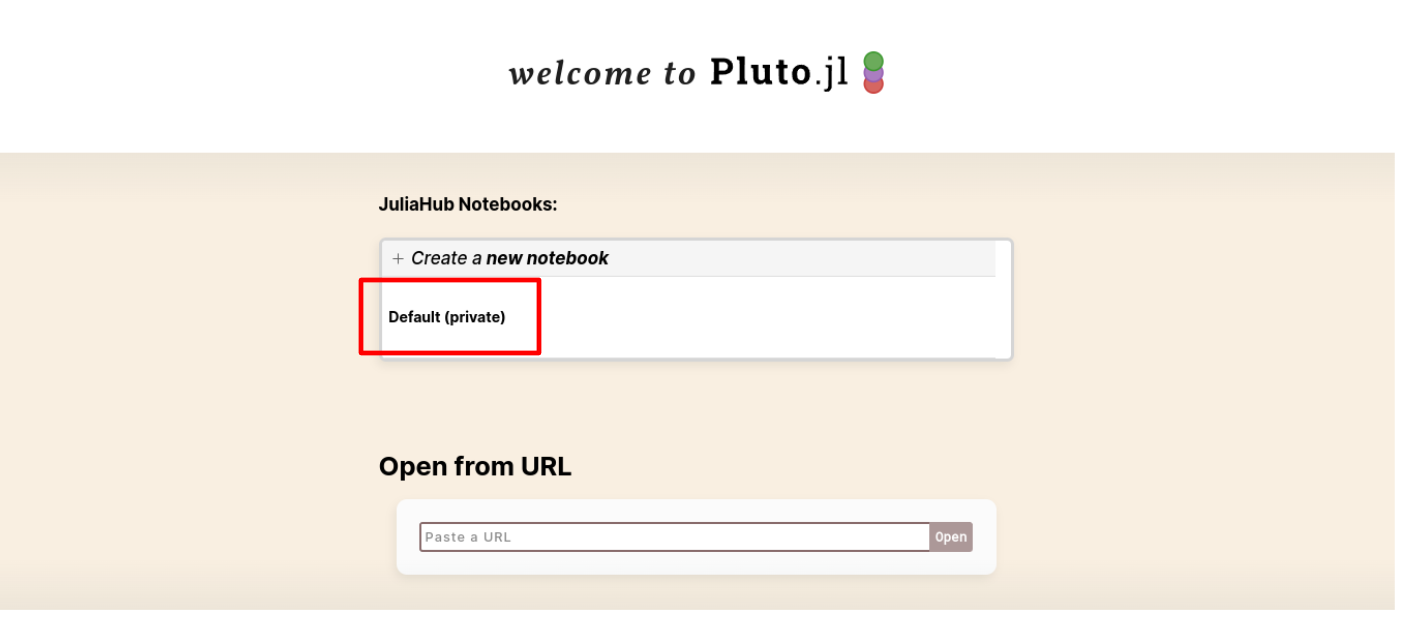 welcome to Pluto.jl
JuliaHub Notebooks:
+ Create a new notebook
Default (private)
Open from URL
Paste a URL
Open